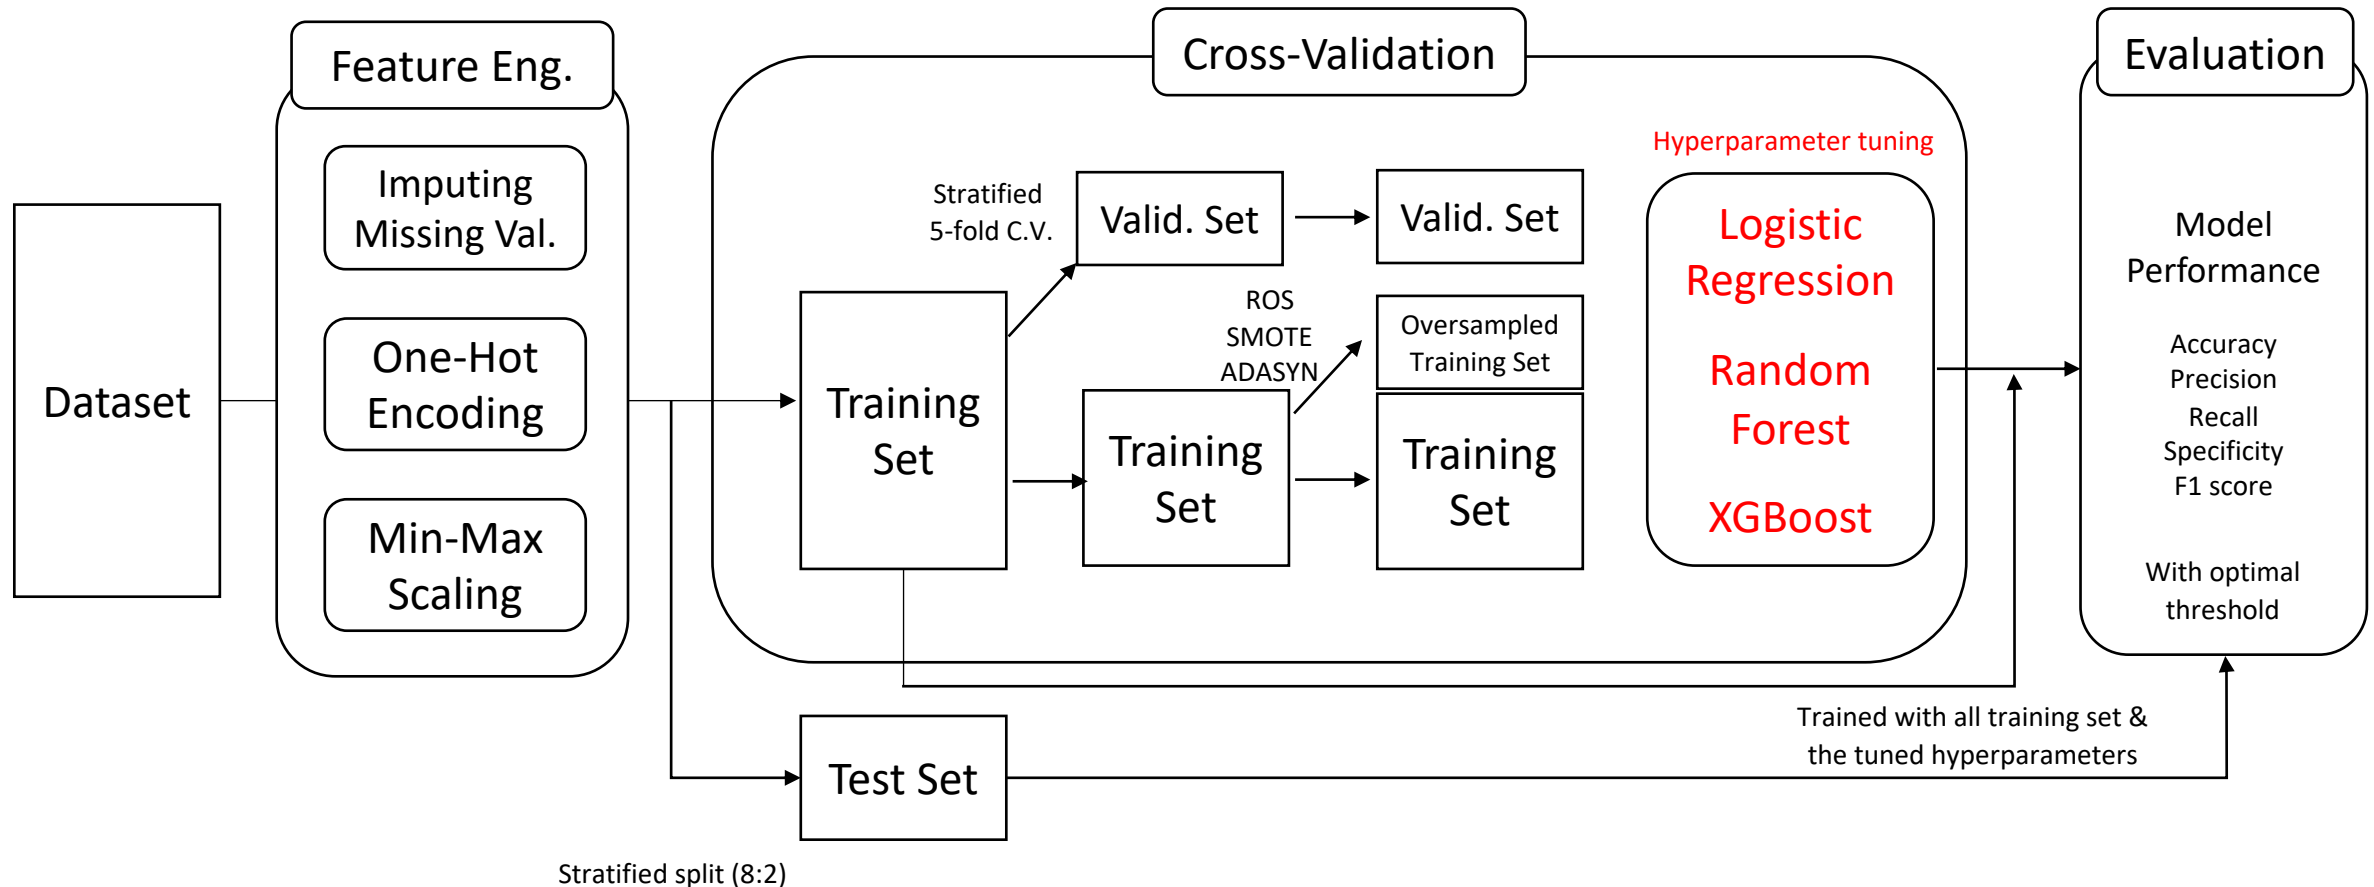 Feature Eng.
Cross-Validation
Evaluation
Dataset
Imputing
Missing Val.
One-Hot
Encoding
Min-Max
Scaling
Training
Set
Stratified
5-fold C.V.
Valid. Set
Valid. Set
ROS
SMOTE
ADASYN
Training
Set
Oversampled
Training Set
Training
Set
Hyperparameter tuning
Logistic
Regression
Random
Forest
XGBoost
Model
Performance
Accuracy
Precision
Recall
Specificity
F1 score
With optimal
threshold
Trained with all training set &
the tuned hyperparameters
Test Set
Stratified split (8:2)